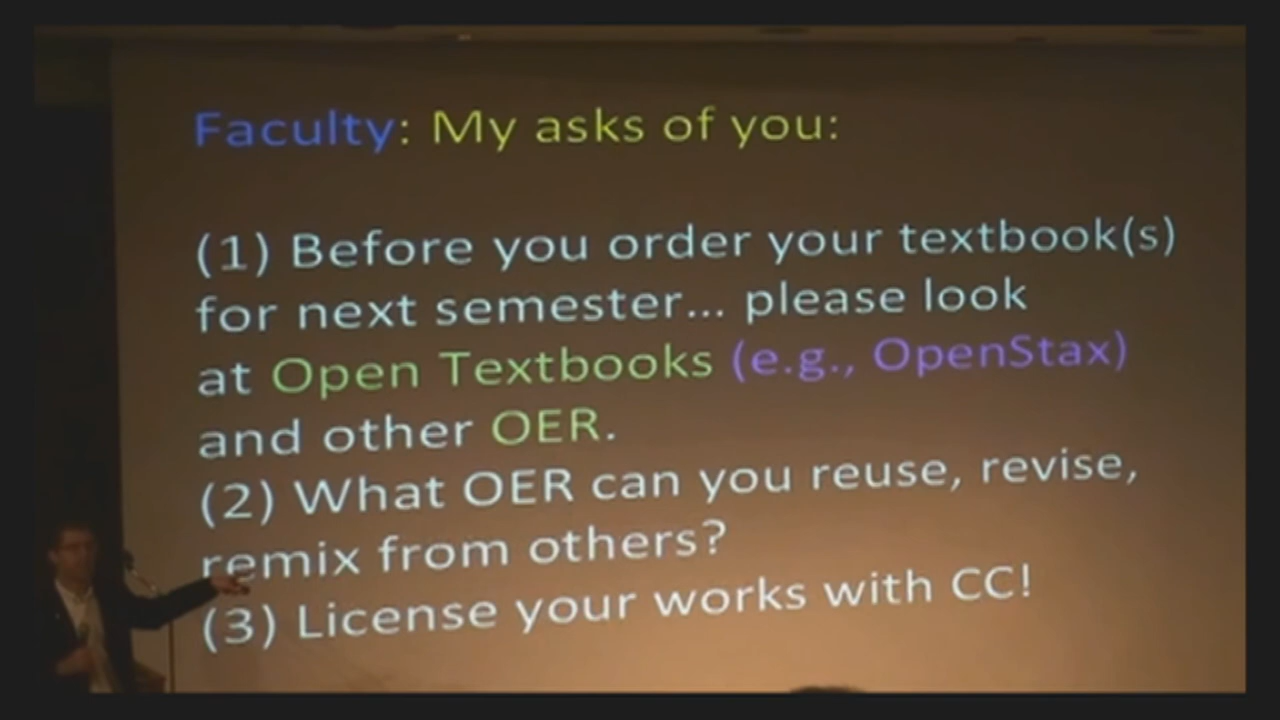 Faculty: My asks of you:
(1) Before you order your textbook(s)
for next semester... please look
at Open Textbooks (e.g., OpenStax)
and other OER.
(2) What OER can you reuse, revise,
remix from others?
(3) License your works with CC!